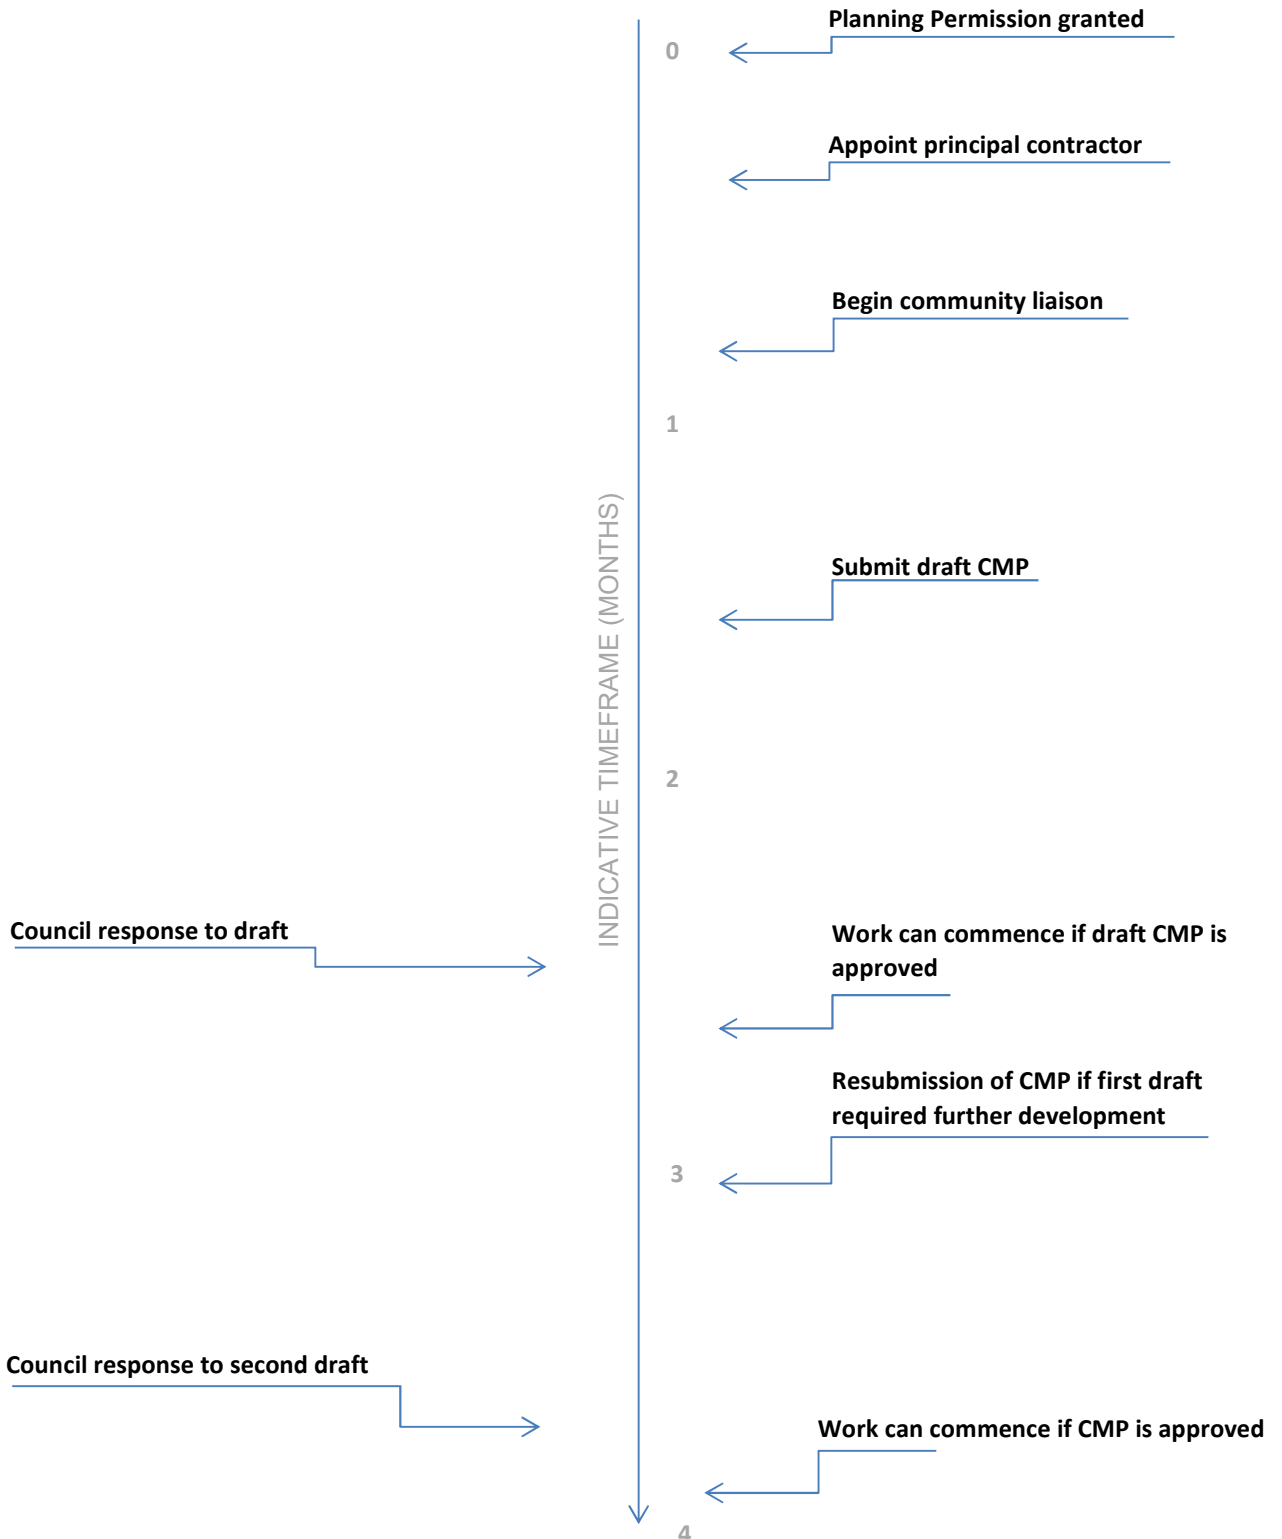 Planning Permission granted
0
Appoint principal contractor
Begin community liaison
1
INDICATIVE TIMEFRAME (MONTHS)
Submit draft CMP
2
Council response to draft
Work can commence if draft CMP is
approved
Resubmission of CMP if first draft
required further development
3
Council response to second draft
Work can commence if CMP is approved
4